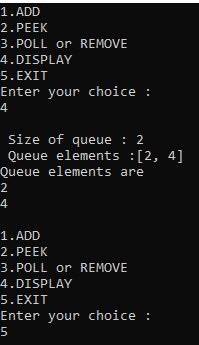 1.ADD
2.PEEK
3.POLL or REMOVE
4.DISPLAY
5.EXIT
Enter your choice :
4
Size of queue : 2
Queue elements :[2, 4]
Queue elements are
2
4
1.ADD
2.PEEK
3.POLL or REMOVE
4.DISPLAY
5.EXIT
Enter your choice :
5